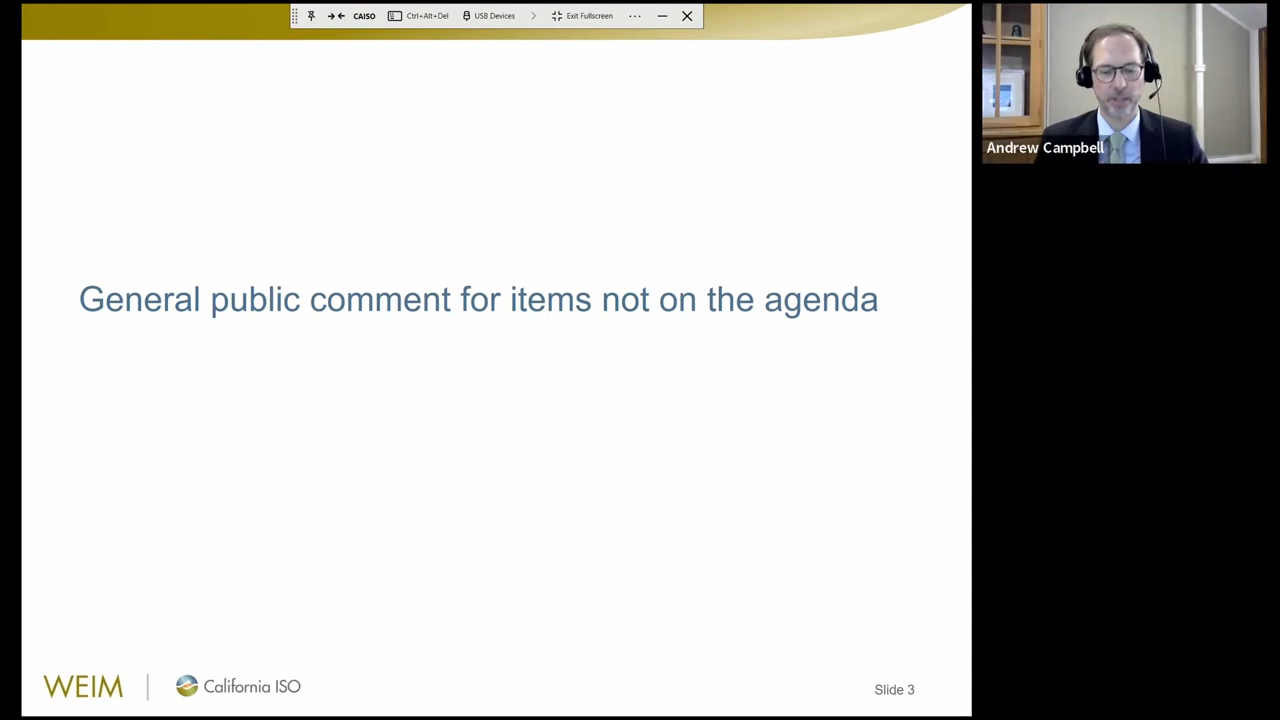 CAISO Ctrl+Alt+Del USB Devices Exit Fullscreen
Andrew Campbell
General public comment for items not on the agenda
WEIM California ISO
Slide 3